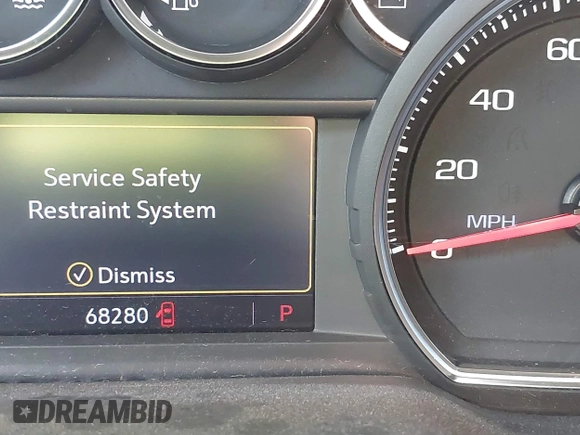 60
40
20
0
MPH
Service Safety
Restraint System
Dismiss
68280
P
DREAMBID